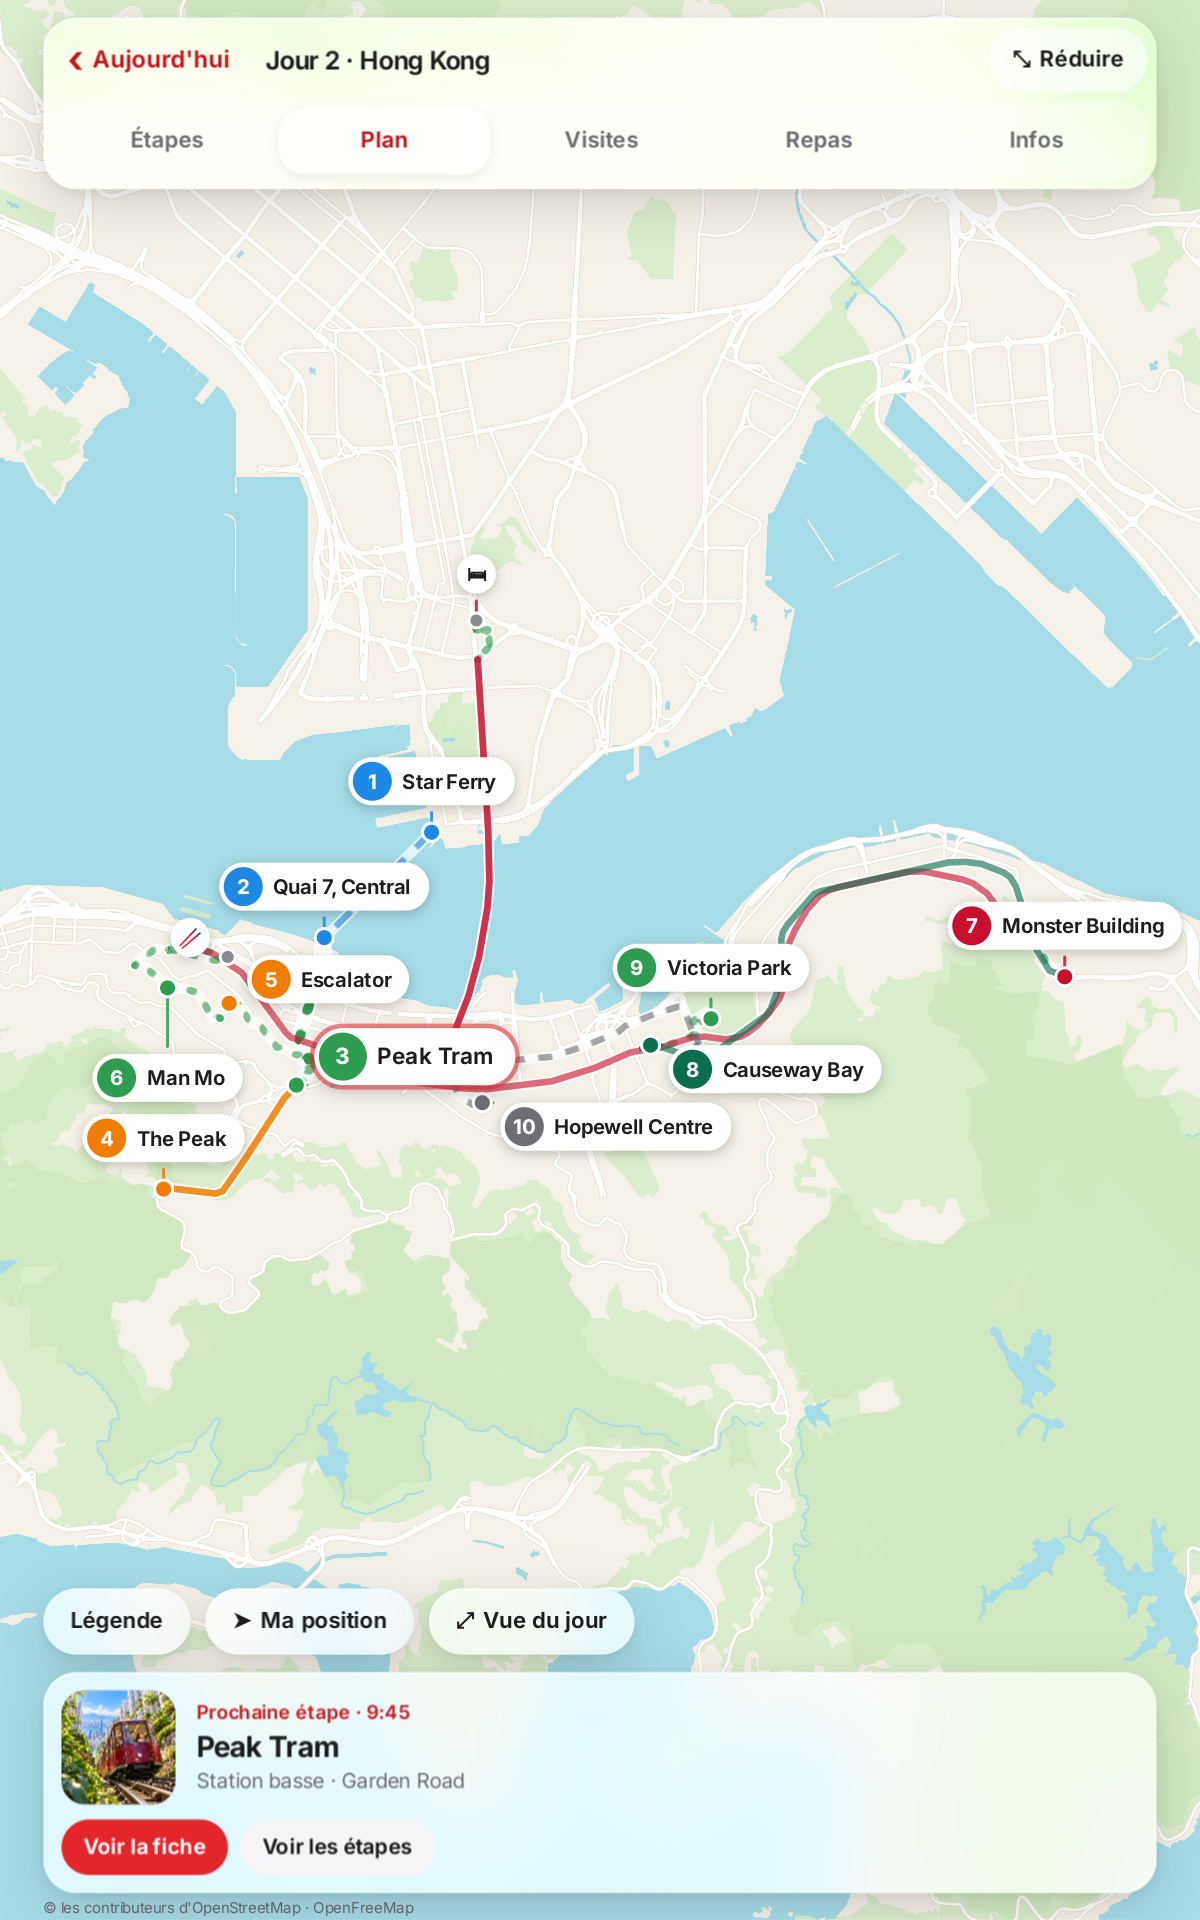 Aujourd'hui
Jour 2 · Hong Kong
Réduire
Étapes
Plan
Visites
Repas
Infos
1 Star Ferry
2 Quai 7, Central
7 Monster Building
9 Victoria Park
5 Escalator
3 Peak Tram
8 Causeway Bay
6 Man Mo
10 Hopewell Centre
4 The Peak
Légende
Ma position
Vue du jour
Prochaine étape · 9:45
Peak Tram
Station basse · Garden Road
Voir la fiche
Voir les étapes
© les contributeurs d'OpenStreetMap · OpenFreeMap